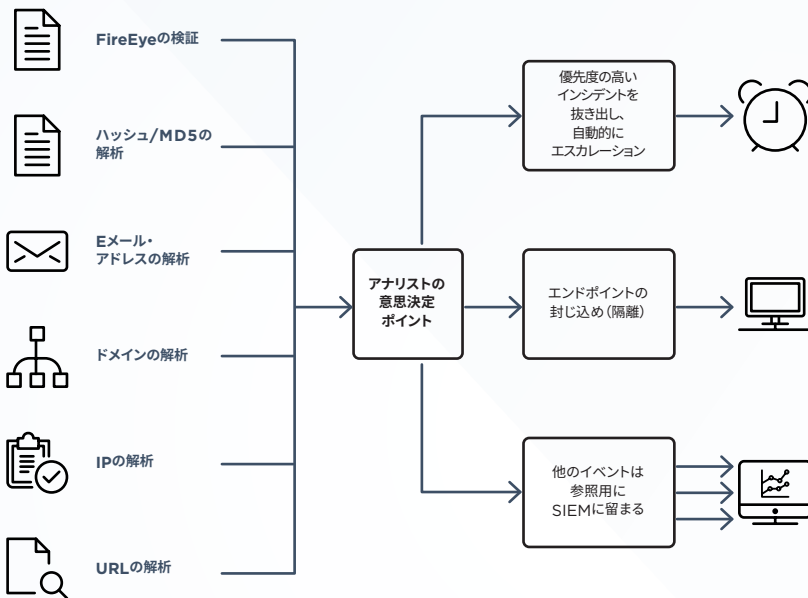 FireEyeの検証
ハッシュ/MD5の
解析
Eメール・
アドレスの解析
ドメインの解析
IPの解析
URLの解析
アナリストの
意思決定
ポイント
優先度の高い
インシデントを
抜き出し、
自動的に
エスカレーション
エンドポイントの
封じ込め（隔離）
他のイベントは
参照用に
SIEMに留まる